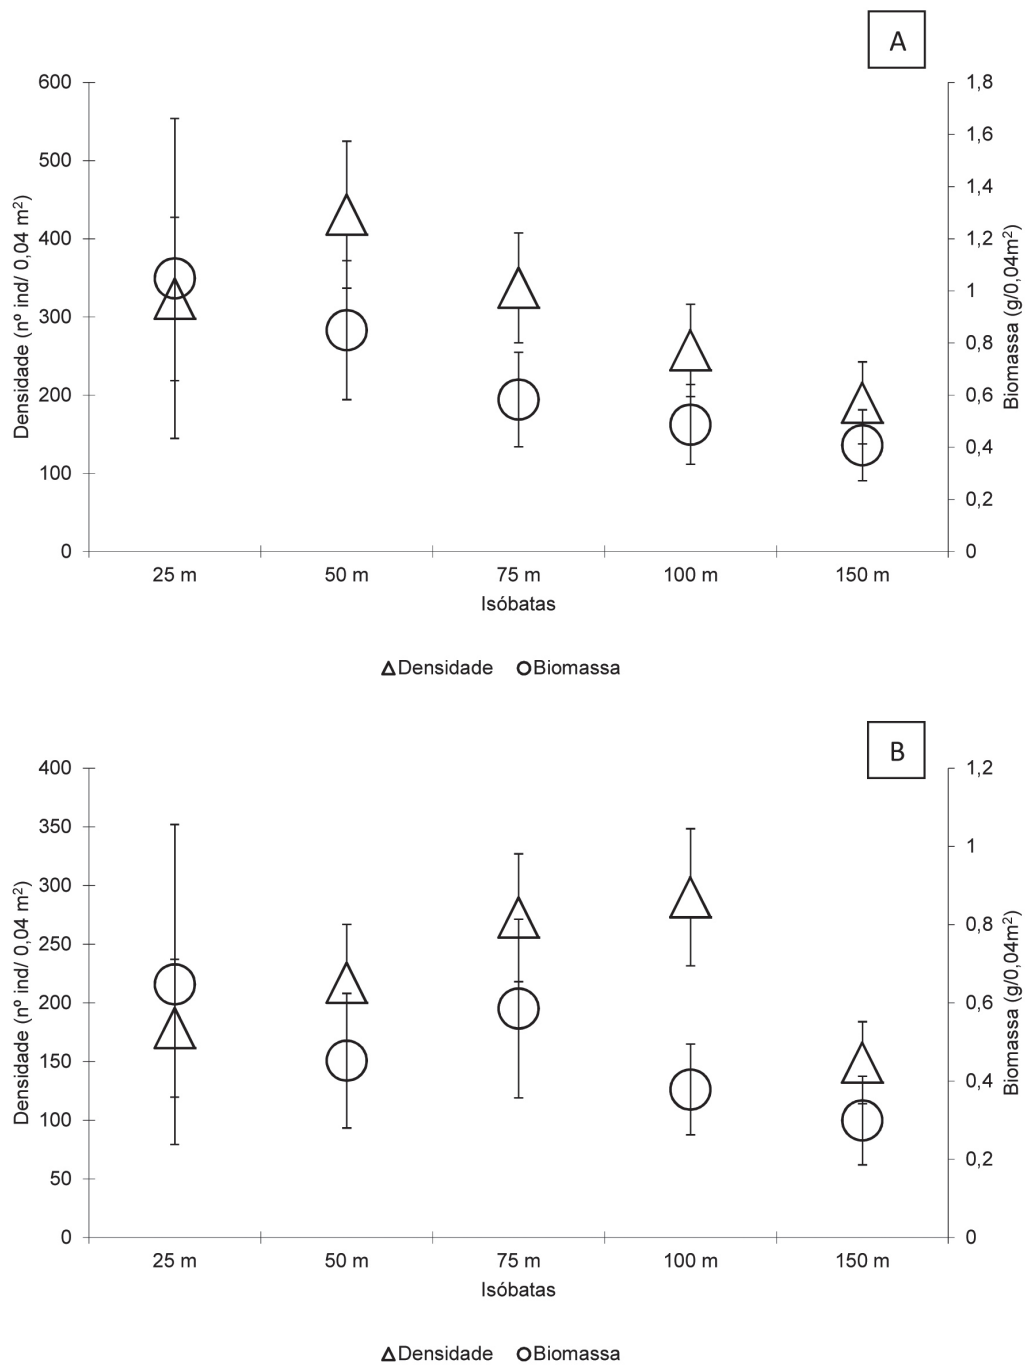 A
600
500
400
300
200
100
0
Densidade (nº ind/ 0,04 m²)
1,8
1,6
1,4
1,2
1
0,8
0,6
0,4
0,2
0
Biomassa (g/0,04m²)
25 m 50 m 75 m 100 m 150 m
Isóbatas
Densidade Biomassa
B
400
350
300
250
200
150
100
50
0
Densidade (nº ind/ 0,04 m²)
1,2
1
0,8
0,6
0,4
0,2
0
Biomassa (g/0,04m²)
25 m 50 m 75 m 100 m 150 m
Isóbatas
Densidade Biomassa